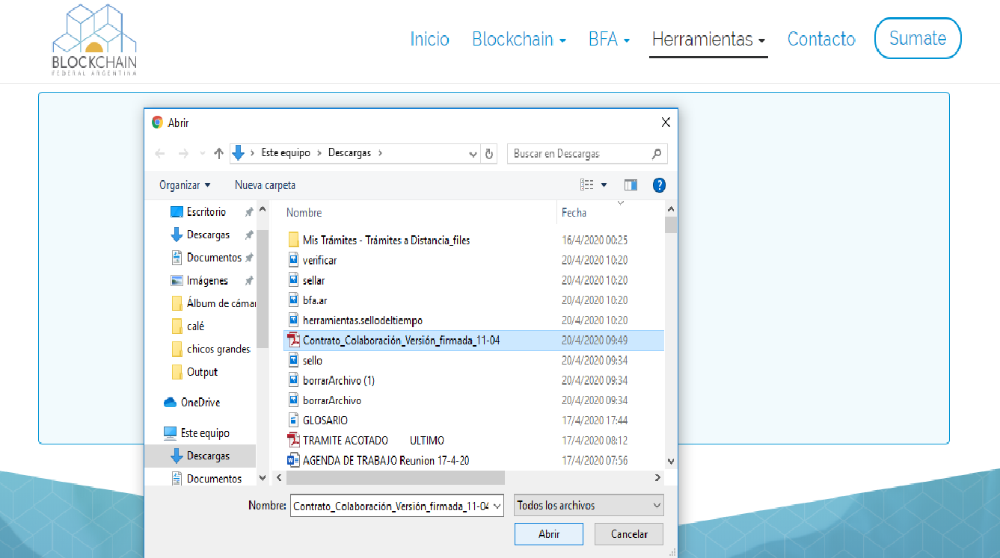 BLOCKCHAIN
FEDERAL ARGENTINA
Inicio
Blockchain
BFA
Herramientas
Contacto
Sumate
Abrir
Este equipo
Descargas
Buscar en Descargas
Organizar
Nueva carpeta
Escritorio
Descargas
Documentos
Imágenes
Álbum de cámar
calé
chicos grandes
Output
OneDrive
Este equipo
Descargas
Documentos
Nombre Fecha
Mis Trámites - Trámites a Distancia_files 16/4/2020 00:25
verificar 20/4/2020 10:20
sellar 20/4/2020 10:20
bfa.ar 20/4/2020 10:20
herramientas.sellodeltiempo 20/4/2020 10:20
Contrato_Colaboración_Versión_firmada_11-04 20/4/2020 09:49
sello 20/4/2020 09:34
borrarArchivo (1) 20/4/2020 09:34
borrarArchivo 20/4/2020 09:34
GLOSARIO 17/4/2020 17:44
TRAMITE ACOTADO ULTIMO 17/4/2020 08:12
AGENDA DE TRABAJO Reunion 17-4-20 17/4/2020 07:56
Nombre: Contrato_Colaboración_Versión_firmada_11-04
Todos los archivos
Abrir
Cancelar